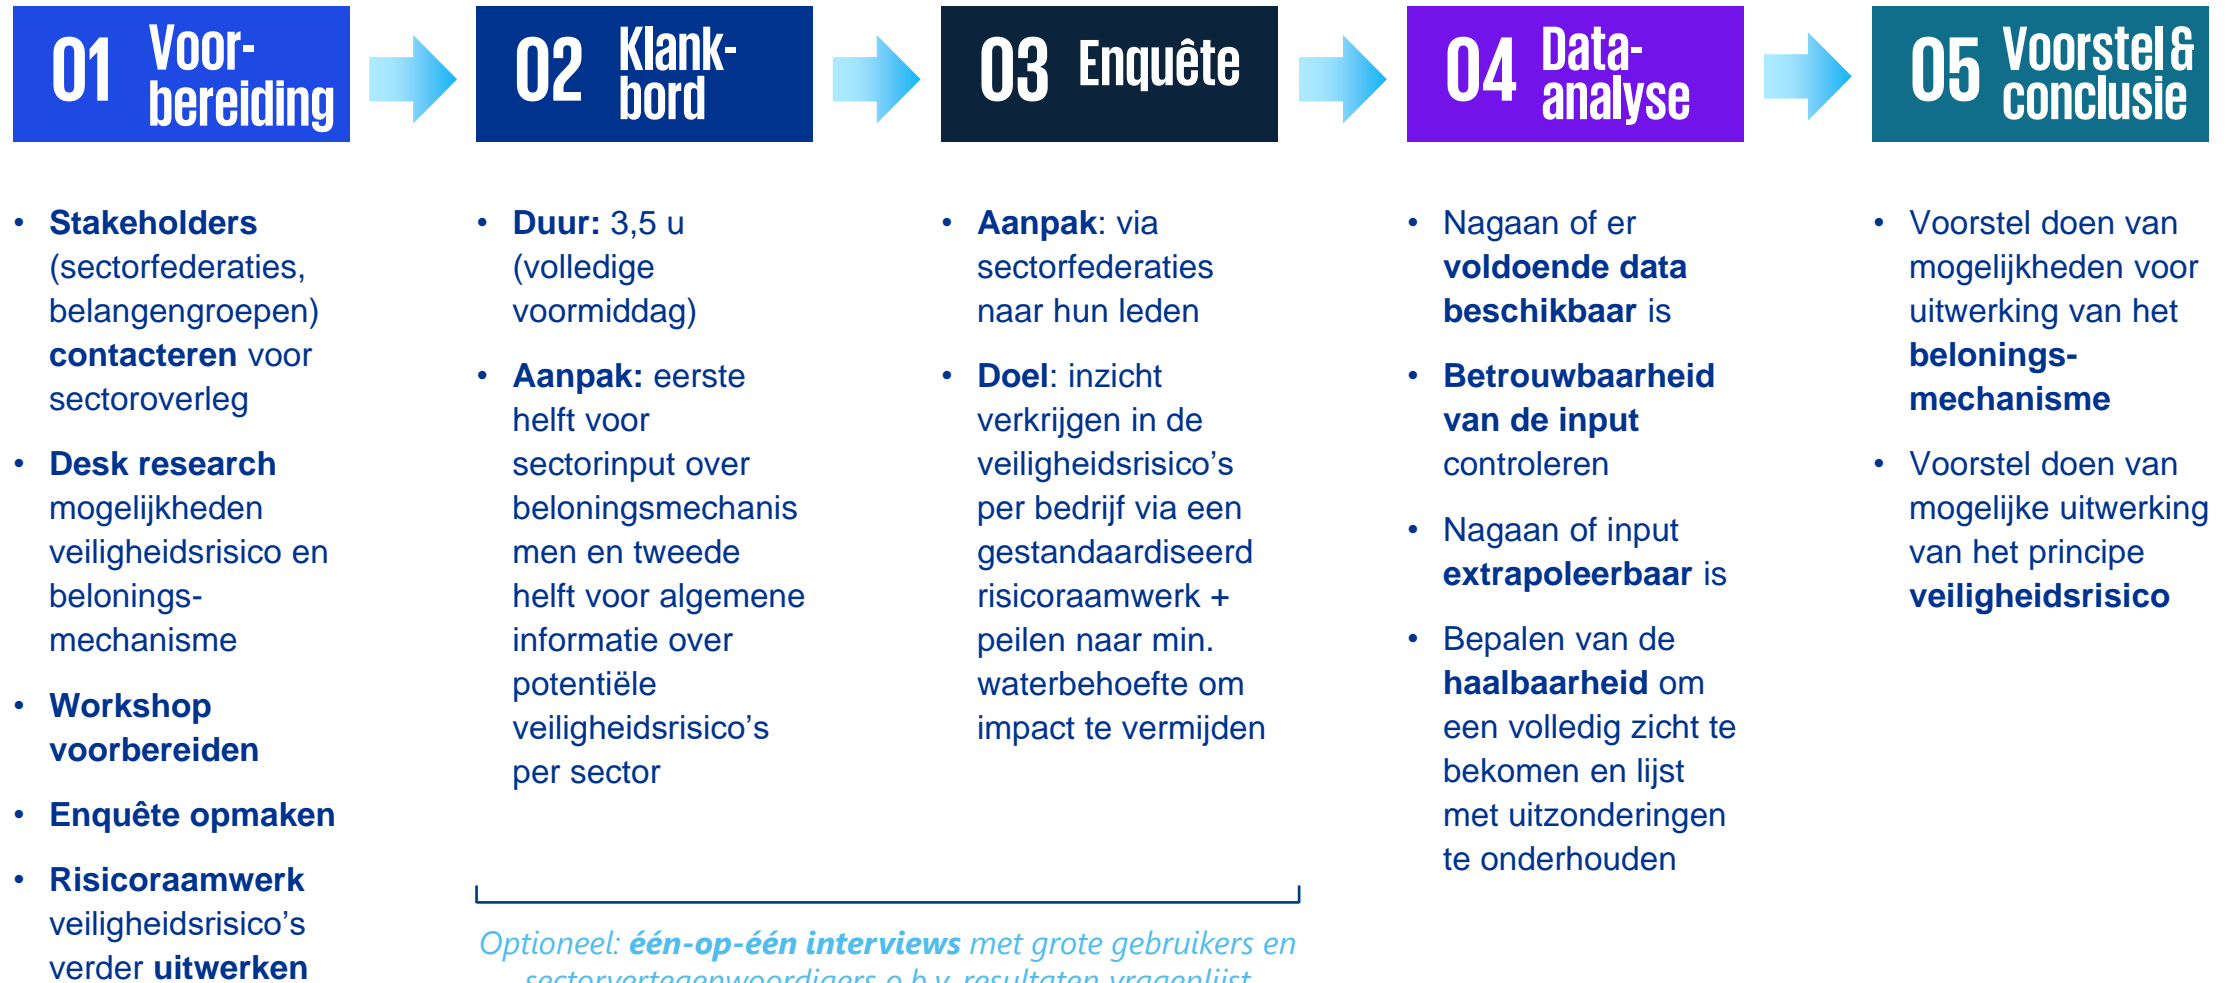 01 Voor-
bereiding
02 Klank-
bord
03 Enquête
04 Data-
analyse
05 Voorstel &
conclusie
• Stakeholders
(sectorfederaties,
belangengroepen)
contacteren voor
sectoroverleg
• Desk research
mogelijkheden
veiligheidsrisico en
belonings-
mechanisme
• Workshop
voorbereiden
• Enquête opmaken
• Risicoraamwerk
veiligheidsrisico’s
verder uitwerken
• Duur: 3,5 u
(volledige
voormiddag)
• Aanpak: eerste
helft voor
sectorinput over
beloningsmechanis
men en tweede
helft voor algemene
informatie over
potentiële
veiligheidsrisico’s
per sector
• Aanpak: via
sectorfederaties
naar hun leden
• Doel: inzicht
verkrijgen in de
veiligheidsrisico’s
per bedrijf via een
gestandaardiseerd
risicoraamwerk +
peilen naar min.
waterbehoefte om
impact te vermijden
Optioneel: één-op-één interviews met grote gebruikers en
sectorvertegenwoordigers o.b.v. resultaten vragenlijst
• Nagaan of er
voldoende data
beschikbaar is
• Betrouwbaarheid
van de input
controleren
• Nagaan of input
extrapoleerbaar is
• Bepalen van de
haalbaarheid om
een volledig zicht te
bekomen en lijst
met uitzonderingen
te onderhouden
• Voorstel doen van
mogelijkheden voor
uitwerking van het
belonings-
mechanisme
• Voorstel doen van
mogelijke uitwerking
van het principe
veiligheidsrisico